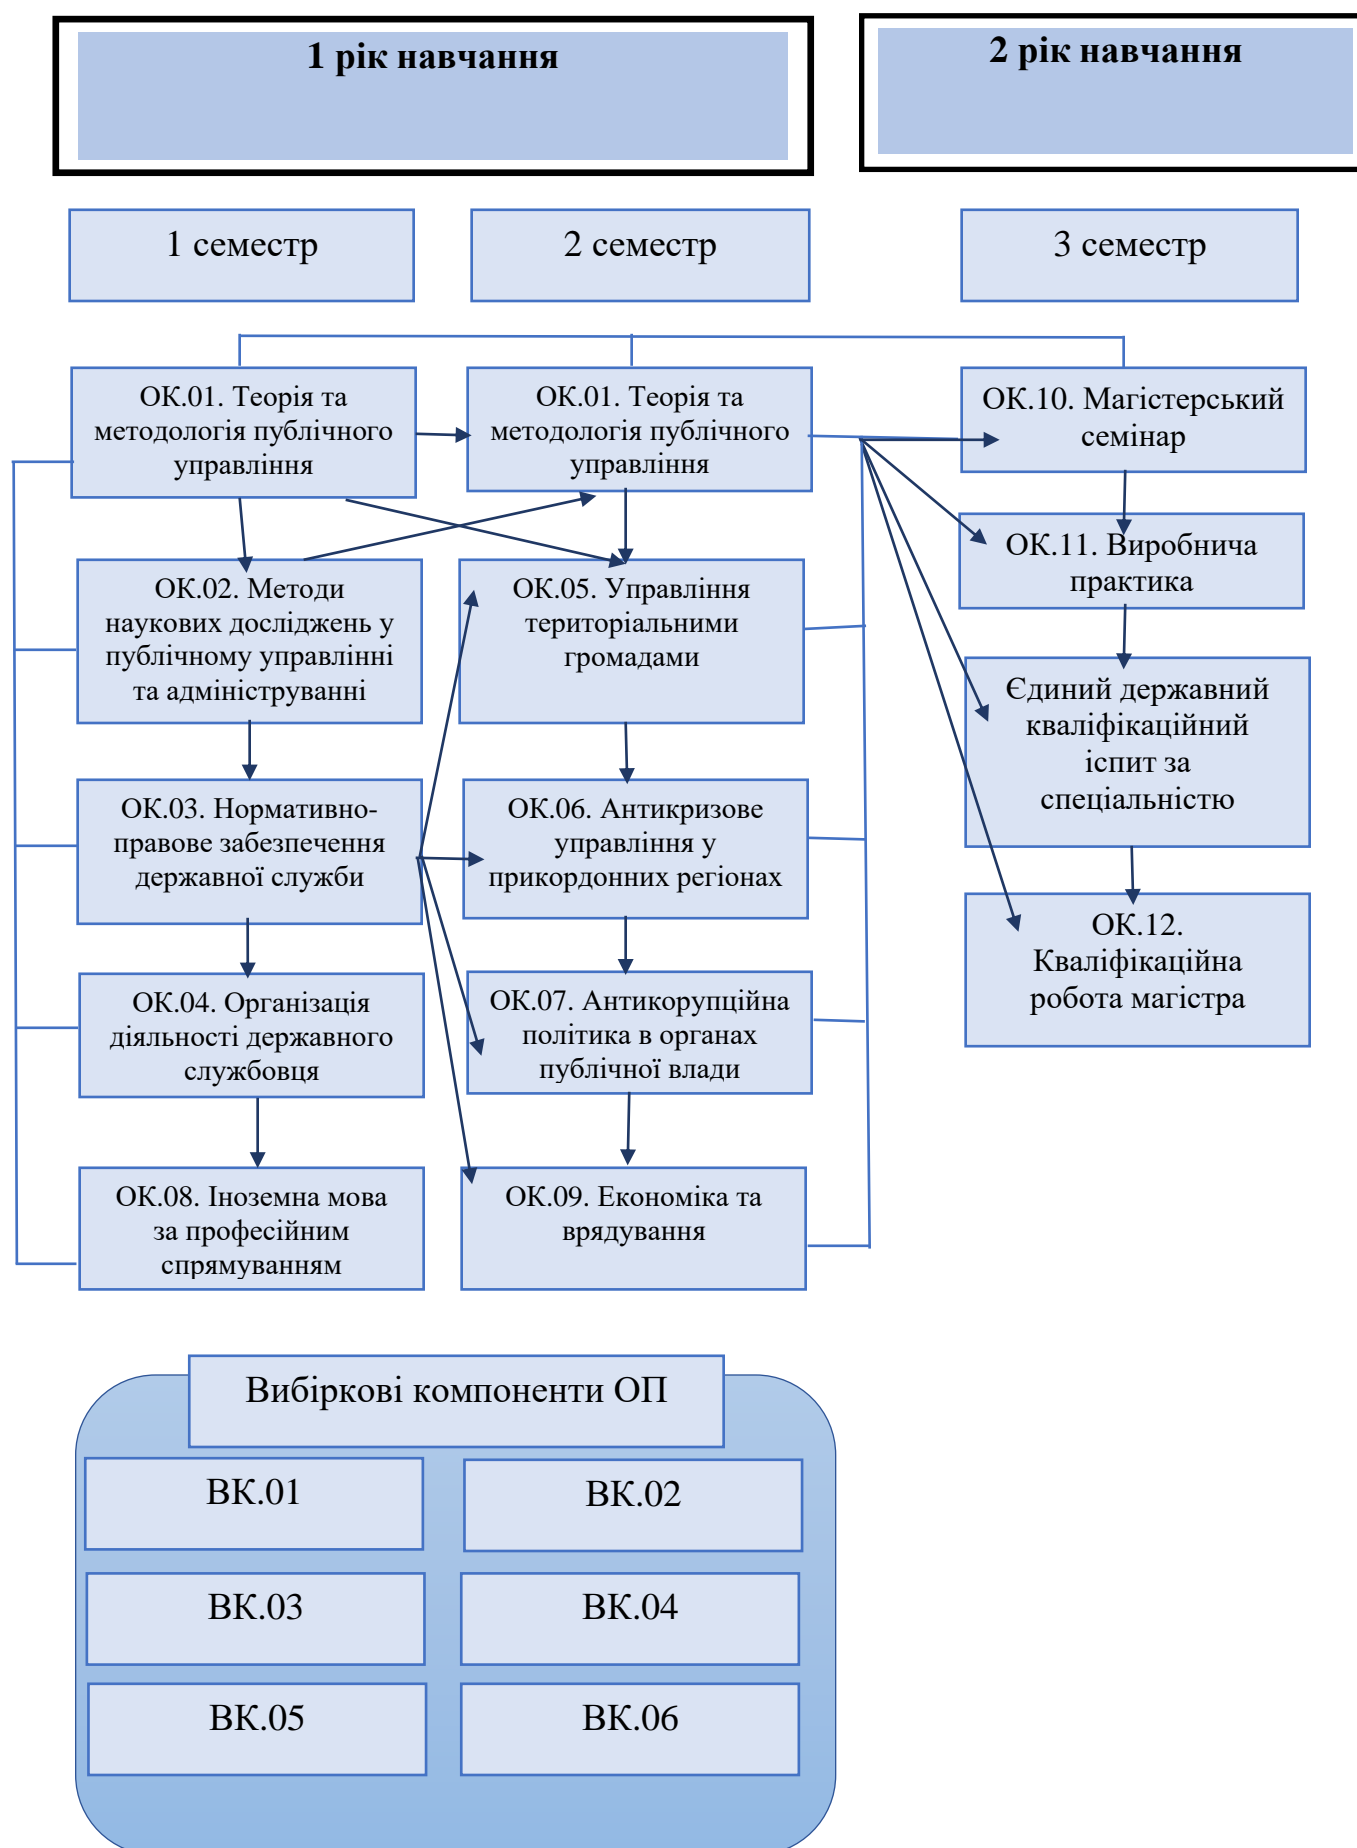 1 рік навчання
2 рік навчання
1 семестр
2 семестр
3 семестр
ОК.01. Теорія та
методологія публічного
управління
ОК.01. Теорія та
методологія публічного
управління
ОК.10. Магістерський
семінар
ОК.02. Методи
наукових досліджень у
публічному управлінні
та адмініструванні
ОК.05. Управління
територіальними
громадами
ОК.11. Виробнича
практика
ОК.03. Нормативно-
правове забезпечення
державної служби
ОК.06. Антикризове
управління у
прикордонних регіонах
Єдиний державний
кваліфікаційний
іспит за
спеціальністю
ОК.04. Організація
діяльності державного
службовця
ОК.07. Антикорупційна
політика в органах
публічної влади
ОК.12.
Кваліфікаційна
робота магістра
ОК.08. Іноземна мова
за професійним
спрямуванням
ОК.09. Економіка та
врядування
Вибіркові компоненти ОП
ВК.01
ВК.02
ВК.03
ВК.04
ВК.05
ВК.06